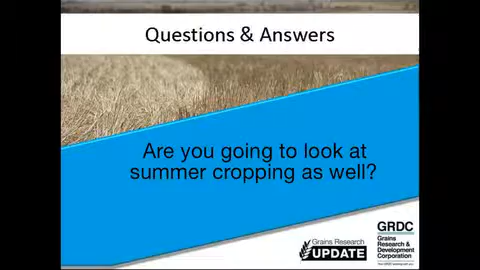 Questions & Answers
Are you going to look at
summer cropping as well?
Grains Research
UPDATE
GRDC
Grains
Research &
Development
Corporation